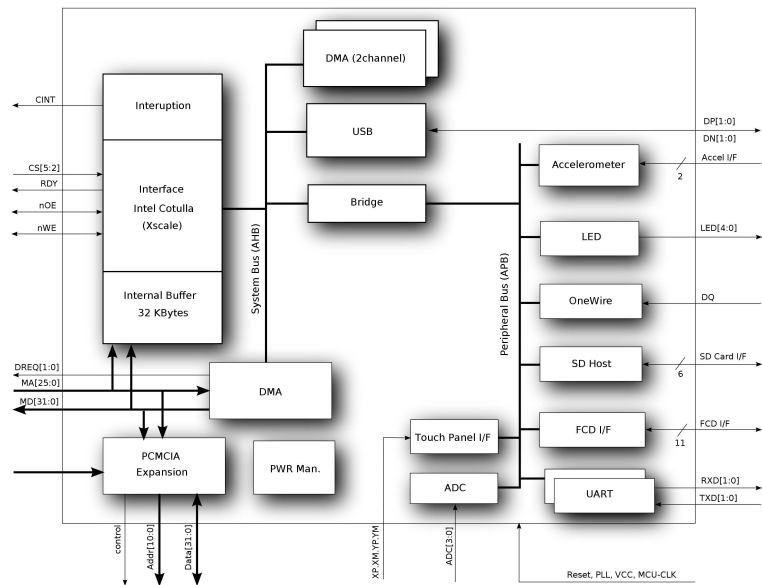 DMA (2channel)
CINT
Interuption
USB
DP[1:0]
DN[1:0]
Accelerometer
Accel I/F
2
CS[5:2]
RDY
nOE
nWE
Interface
Intel Cotulla
(Xscale)
Bridge
LED
LED[4:0]
System Bus (AHB)
Peripheral Bus (APB)
Internal Buffer
32 KBytes
OneWire
DQ
DREQ[1:0]
MA[25:0]
MD[31:0]
DMA
SD Host
SD Card I/F
6
Touch Panel I/F
FCD I/F
FCD I/F
11
PCMCIA
Expansion
PWR Man.
ADC
UART
RXD[1:0]
TXD[1:0]
control
Addr[10:0]
Data[31:0]
XP.XM.YP.YM
ADC[3:0]
Reset, PLL, VCC, MCU-CLK